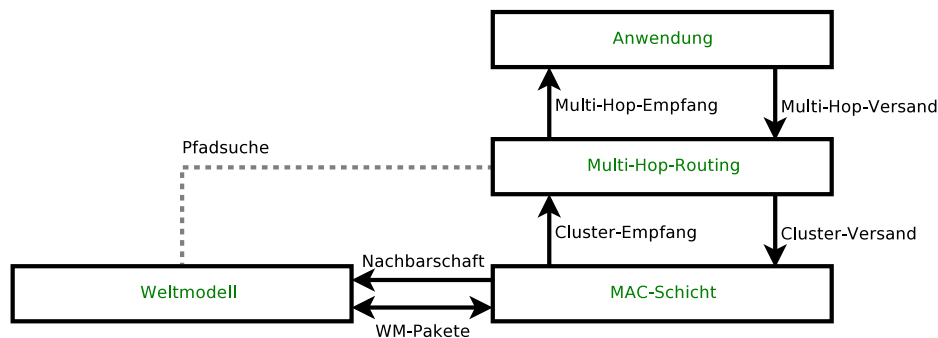 Anwendung
Multi-Hop-Empfang
Multi-Hop-Versand
Pfadsuche
Multi-Hop-Routing
Cluster-Empfang
Cluster-Versand
Nachbarschaft
Weltmodell
MAC-Schicht
WM-Pakete